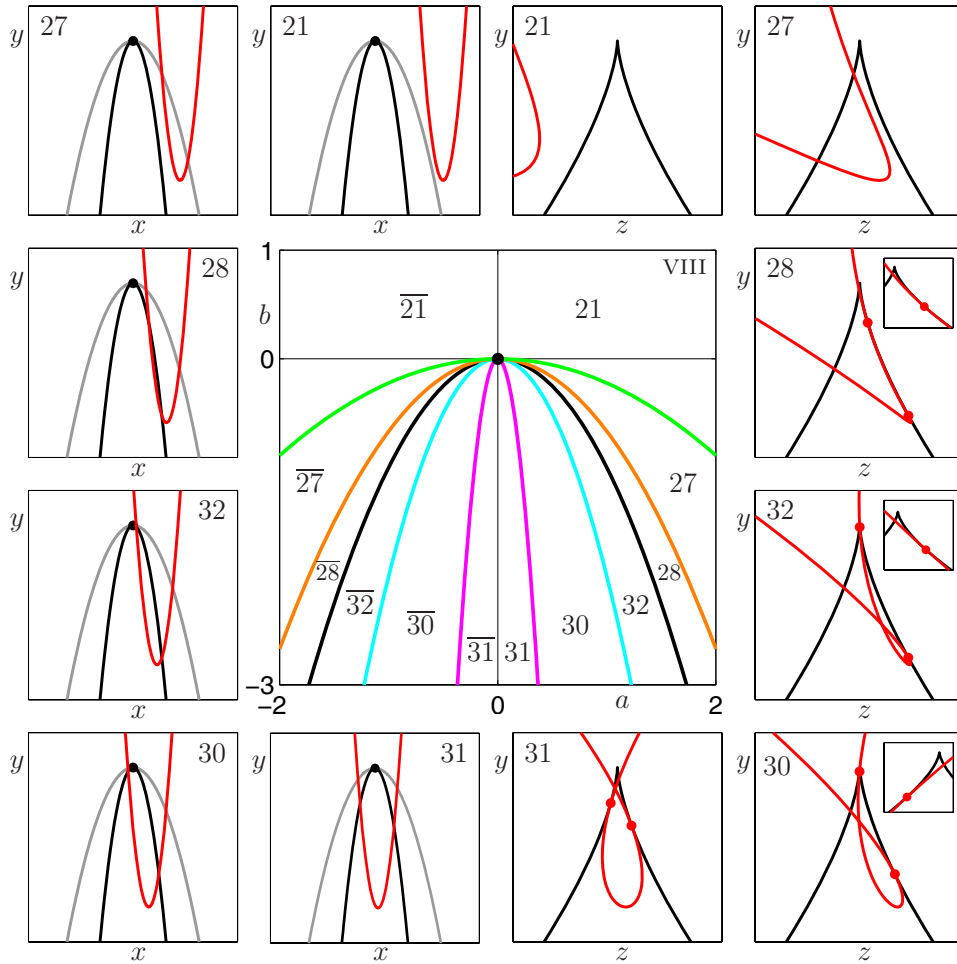 y 27
x
y 21
x
y 21
z
y 27
z
y 28
x
1
VIII
b
$\overline{21}$ 21
0
$\overline{27}$ 27
$\overline{28}$ 28
$\overline{32}$ 32
$\overline{30}$ 30
$\overline{31}$ 31
−3
−2 0 a 2
y 28
z
y 32
x
y 32
z
y 30
x
y 31
x
y 31
z
y 30
z